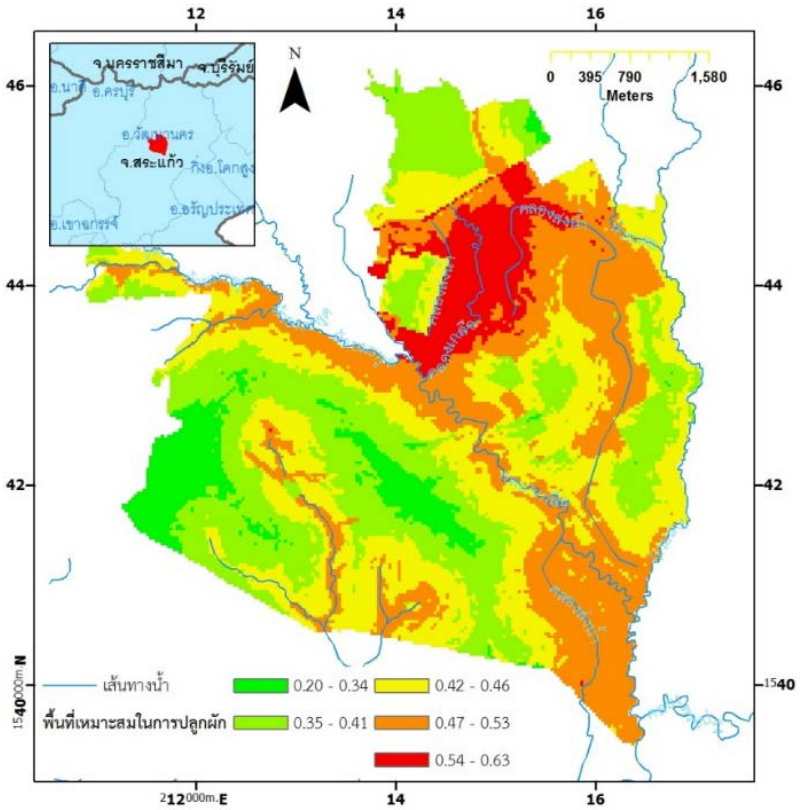 12 14 16
46 46
44 44
42 42
1540000m.N
1540
212000m.E 14 16
N
0 395 790 1,580
Meters
จ.นครราชสีมา
จ.บุรีรัมย์
อ.นาดี
อ.ครบุรี
อ.วัฒนานคร
จ.สระแก้ว
กิ่งอ.โคกสูง
อ.อรัญประเทศ
อ.เขาฉกรรจ์
เส้นทางน้ำ
พื้นที่เหมาะสมในการปลูกผัก
0.20 - 0.34
0.35 - 0.41
0.42 - 0.46
0.47 - 0.53
0.54 - 0.63